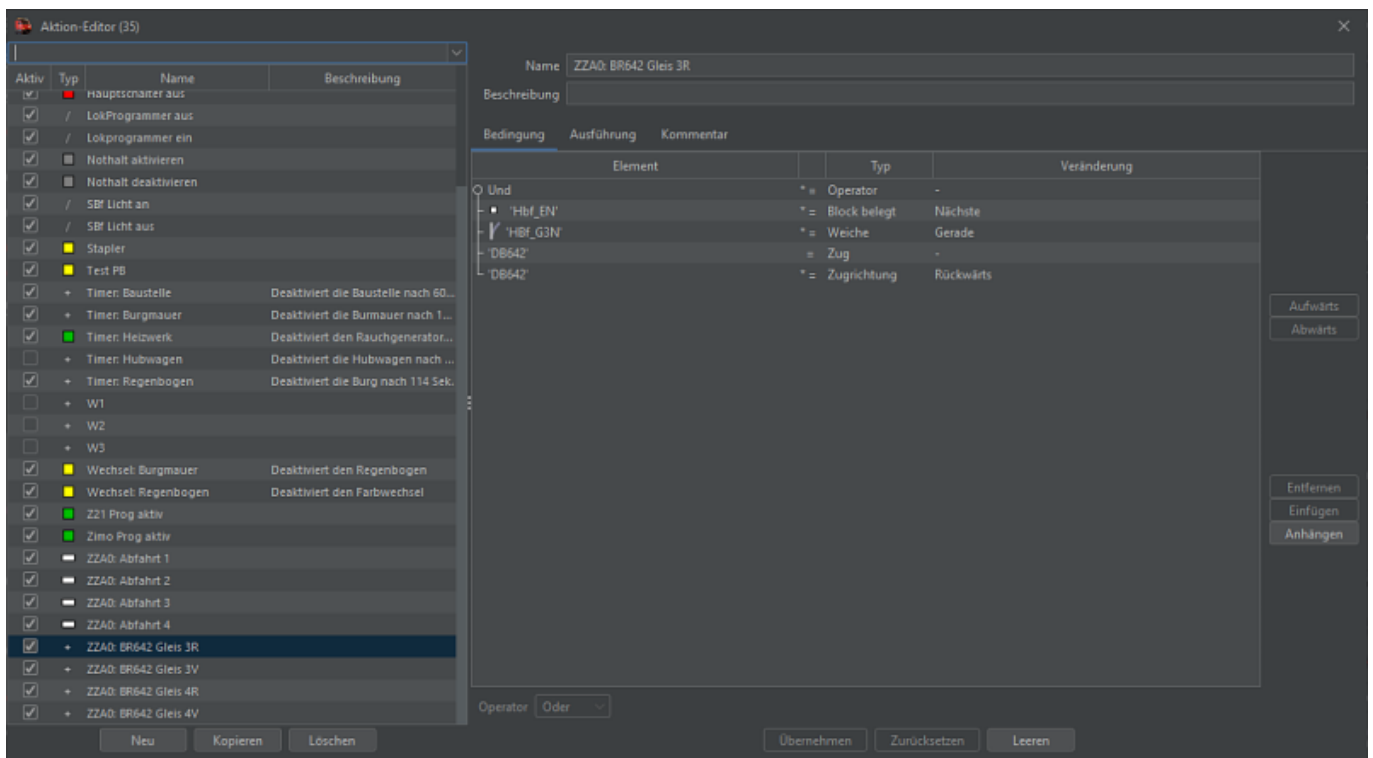 Aktion-Editor (35)
Aktiv Typ Name Beschreibung
Hauptschalter aus
/ LokProgrammer aus
/ Lokprogrammer ein
Nothalt aktivieren
Nothalt deaktivieren
/ SBf Licht an
/ SBf Licht aus
Stapler
Test PB
+ Timer: Baustelle Deaktiviert die Baustelle nach 60...
+ Timer: Burgmauer Deaktiviert die Burmauer nach 1...
Timer: Heizwerk Deaktiviert den Rauchgenerator...
+ Timer: Hubwagen Deaktiviert die Hubwagen nach ...
+ Timer: Regenbogen Deaktiviert die Burg nach 114 Sek.
+ W1
+ W2
+ W3
Wechsel: Burgmauer Deaktiviert den Regenbogen
Wechsel: Regenbogen Deaktiviert den Farbwechsel
Z21 Prog aktiv
Zimo Prog aktiv
ZZA0: Abfahrt 1
ZZA0: Abfahrt 2
ZZA0: Abfahrt 3
ZZA0: Abfahrt 4
+ ZZA0: BR642 Gleis 3R
+ ZZA0: BR642 Gleis 3V
+ ZZA0: BR642 Gleis 4R
+ ZZA0: BR642 Gleis 4V
Neu Kopieren Löschen
Name ZZA0: BR642 Gleis 3R
Beschreibung
Bedingung Ausführung Kommentar
Element Typ Veränderung
Und * = Operator -
'Hbf_EN' * = Block belegt Nächste
'HBf_G3N' * = Weiche Gerade
'DB642' = Zug -
'DB642' * = Zugrichtung Rückwärts
Aufwärts
Abwärts
Entfernen
Einfügen
Anhängen
Operator Oder
Übernehmen Zurücksetzen Leeren